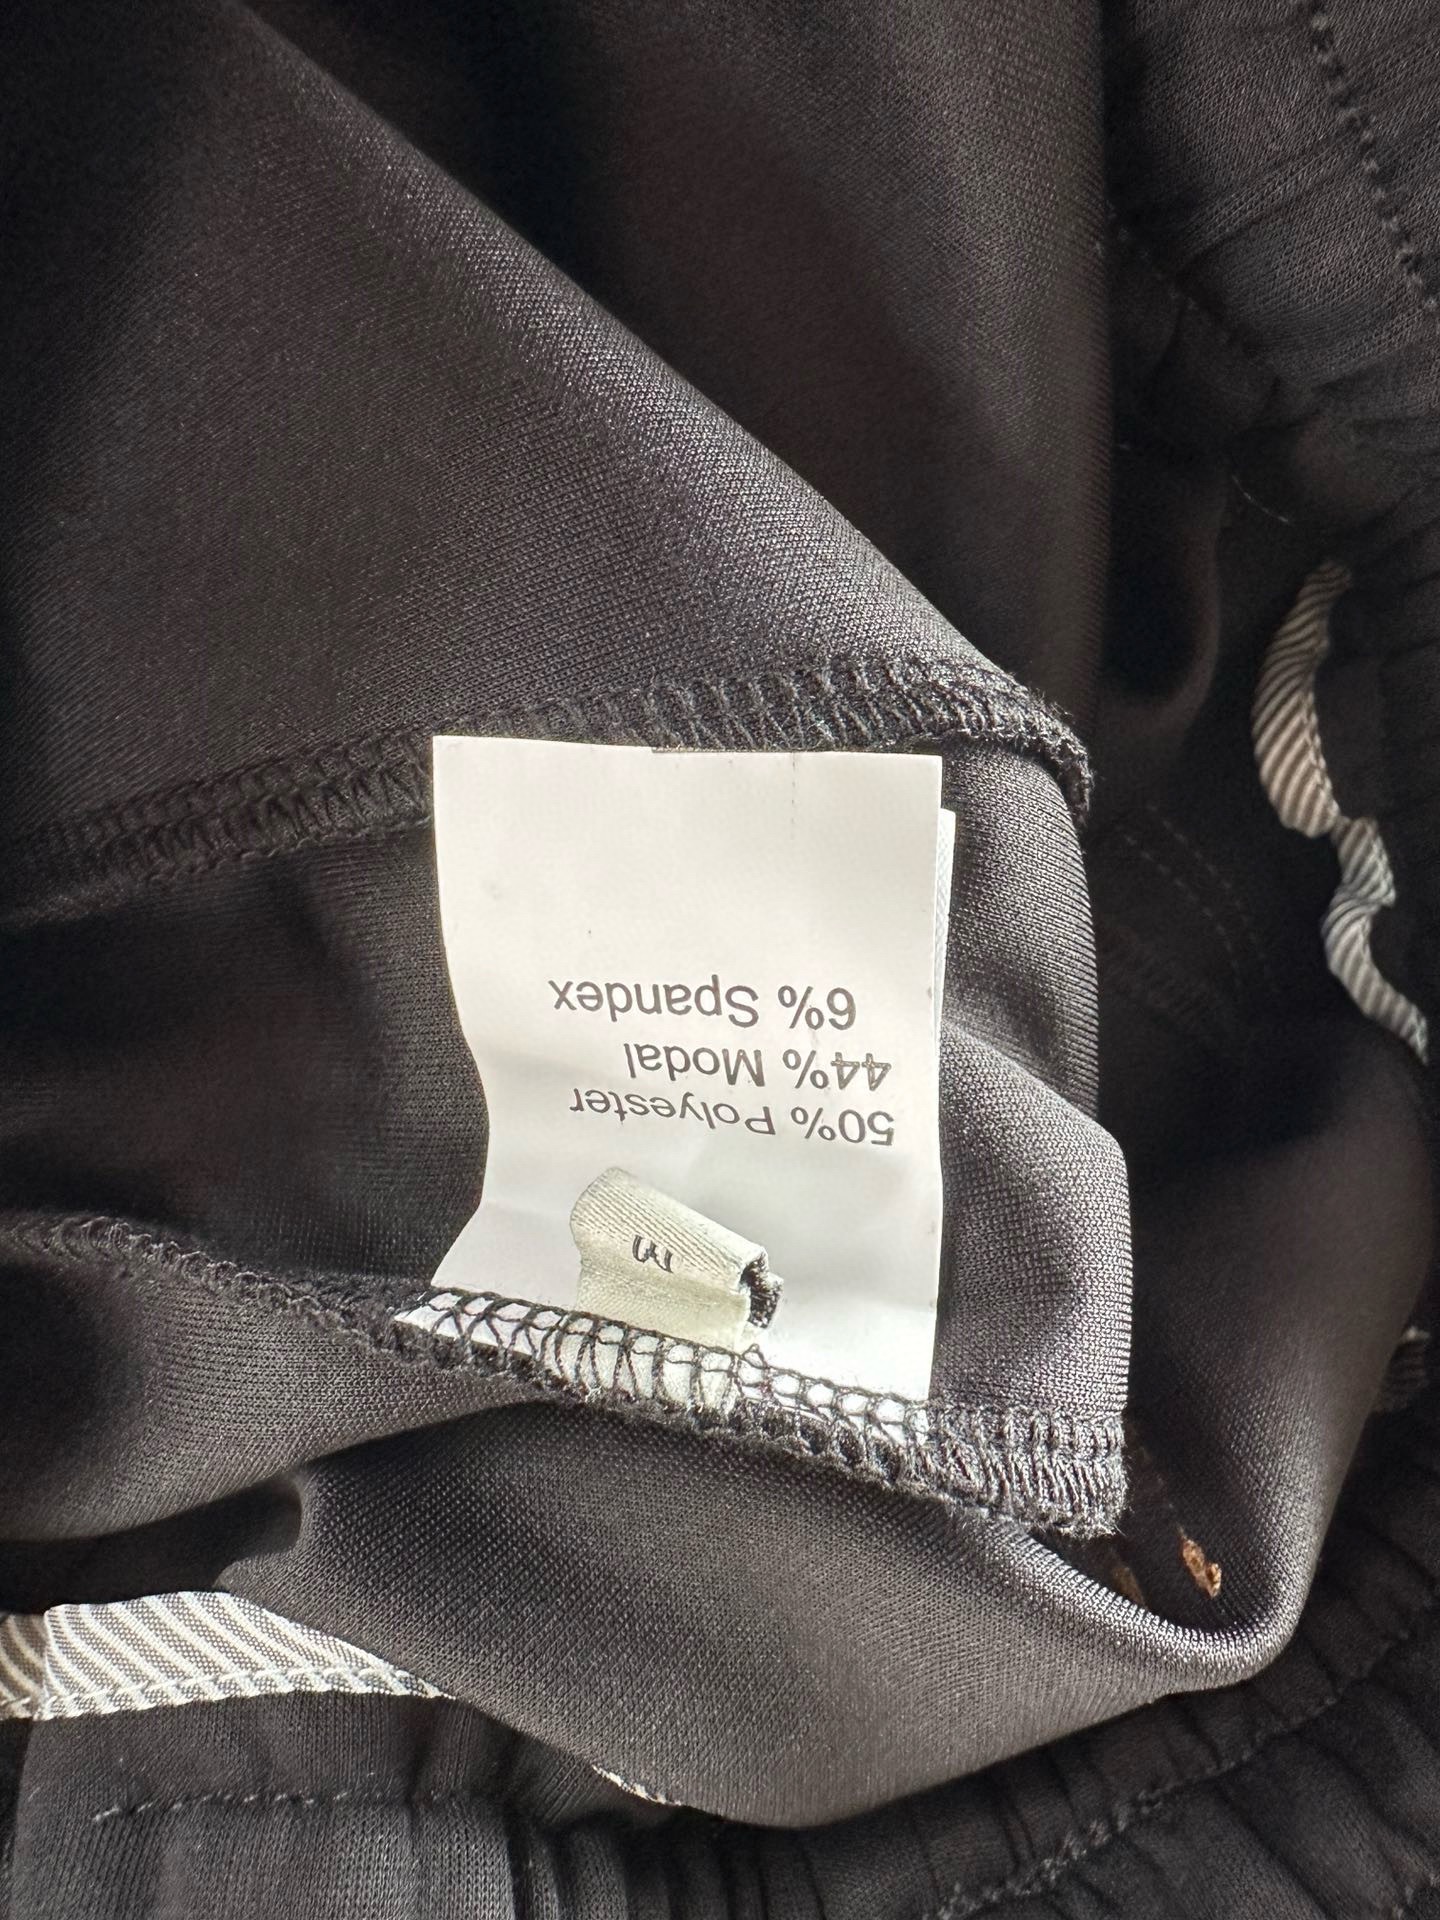 M
50% Polyester
44% Modal
6% Spandex